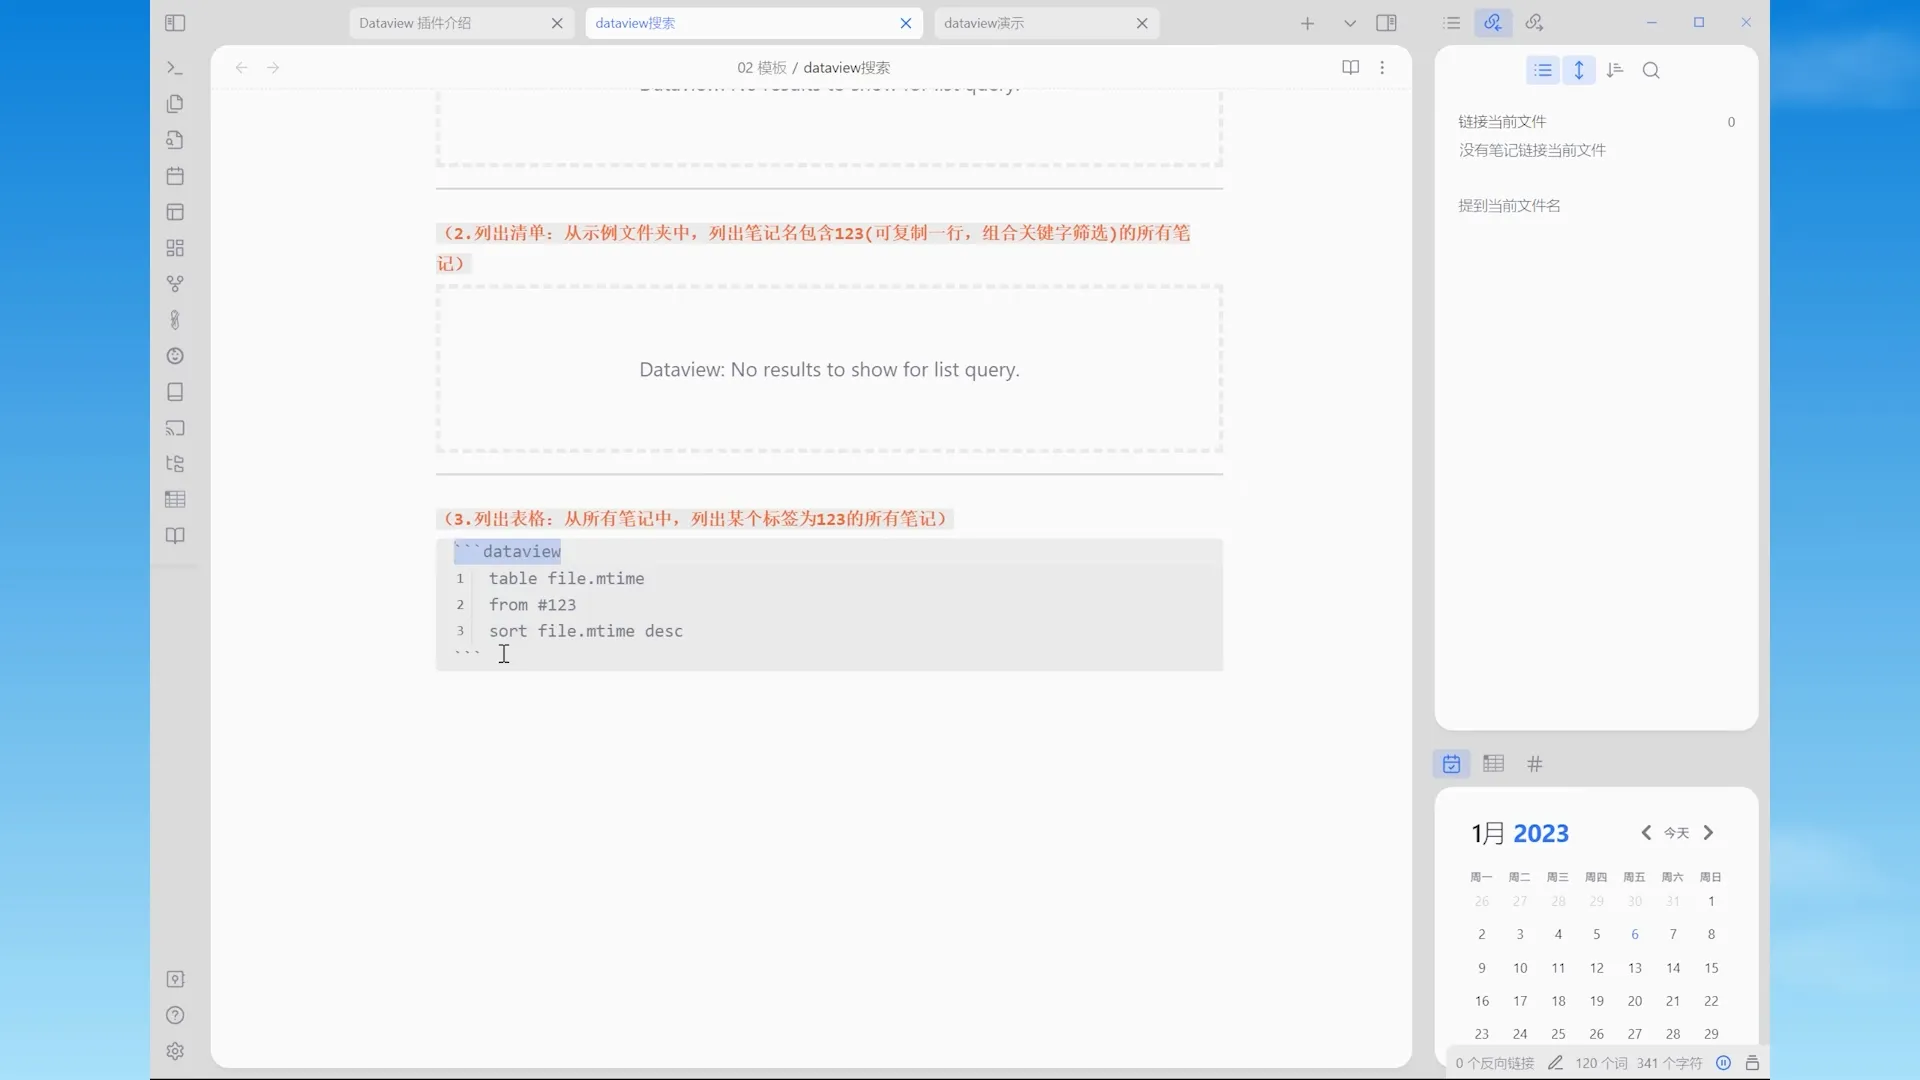 Dataview 插件介绍
dataview搜索
dataview演示
02 模板 / dataview搜索
Dataview: No results to show for list query.
(2.列出清单: 从示例文件夹中, 列出笔记名包含123(可复制一行, 组合关键字筛选)的所有笔
记)
Dataview: No results to show for list query.
(3.列出表格: 从所有笔记中, 列出某个标签为123的所有笔记)
```dataview
1 table file.mtime
2 from #123
3 sort file.mtime desc
```
链接当前文件 0
没有笔记链接当前文件
提到当前文件名
1月 2023 今天
周一 周二 周三 周四 周五 周六 周日
26 27 28 29 30 31 1
2 3 4 5 6 7 8
9 10 11 12 13 14 15
16 17 18 19 20 21 22
23 24 25 26 27 28 29
0 个反向链接 120 个词 341 个字符